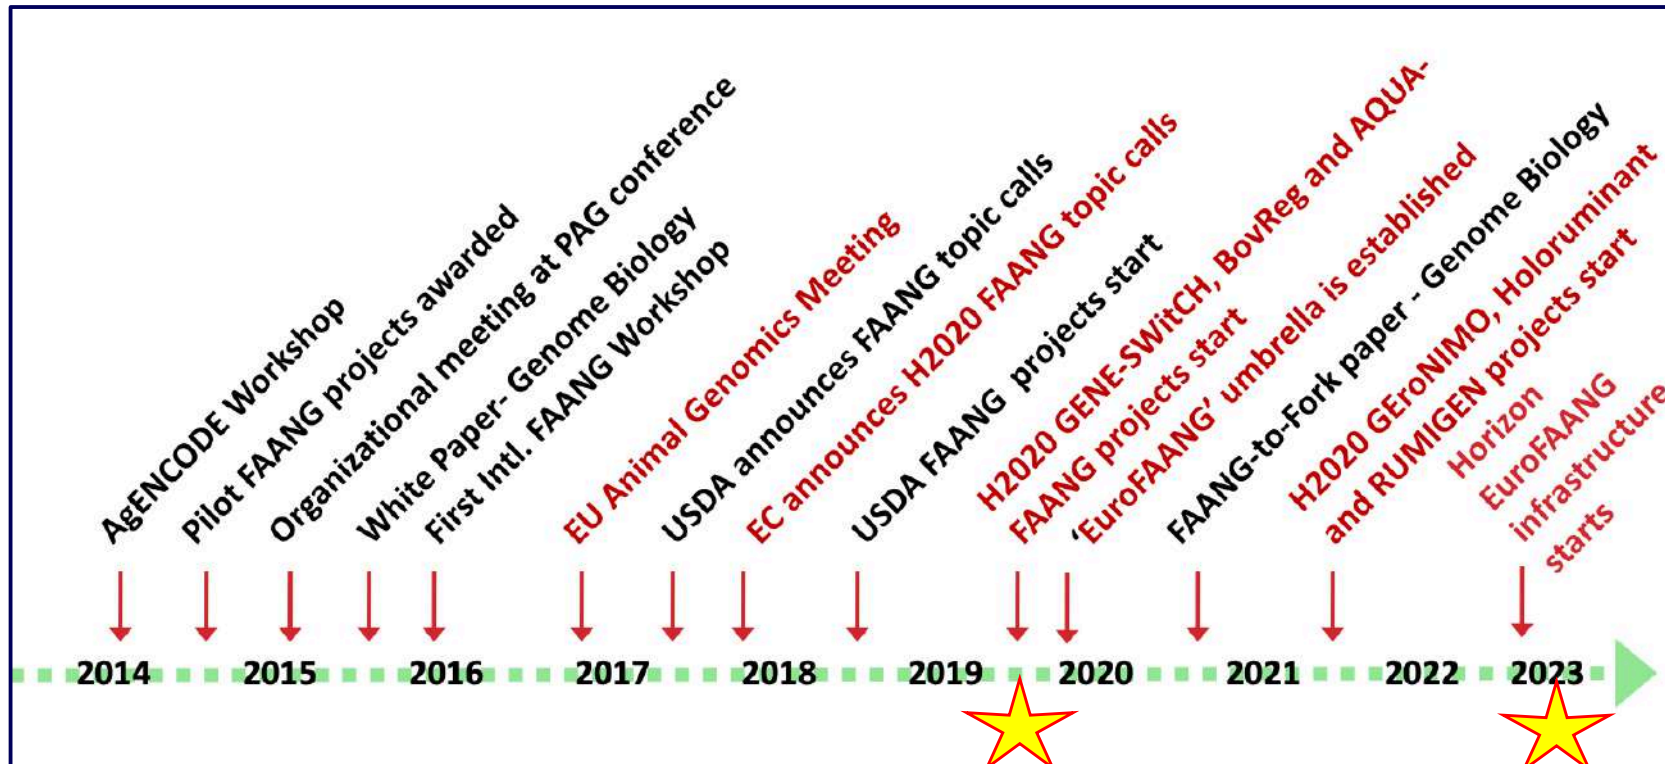 AgENCODE Workshop
Pilot FAANG projects awarded
Organizational meeting at PAG conference
White Paper- Genome Biology
First Intl. FAANG Workshop
EU Animal Genomics Meeting
USDA announces FAANG topic calls
EC announces H2020 FAANG topic calls
USDA FAANG projects start
H2020 GENE-SWitCH, BovReg and AQUA-
FAANG projects start
‘EuroFAANG’ umbrella is established
FAANG-to-Fork paper - Genome Biology
H2020 GEroNIMO, Holoruminant
and RUMIGEN projects start
Horizon
EuroFAANG
infrastructure
starts
2014 2015 2016 2017 2018 2019 2020 2021 2022 2023